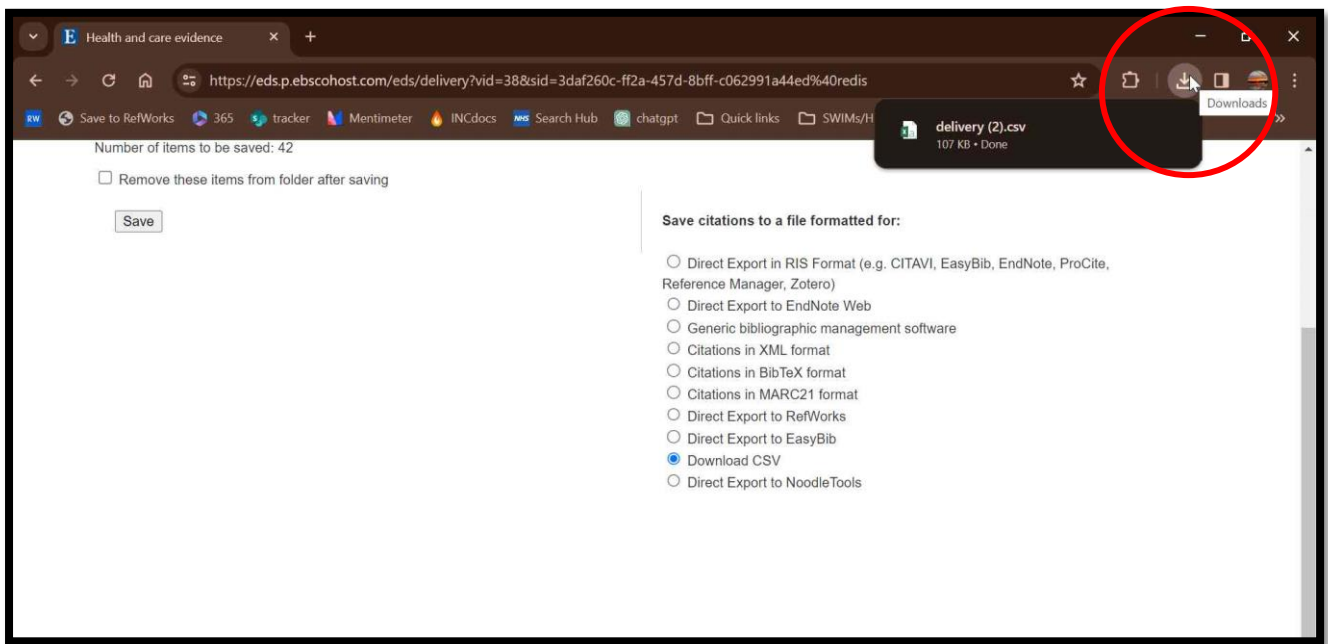 E Health and care evidence
https://eds.p.ebscohost.com/eds/delivery?vid=38&sid=3daf260c-ff2a-457d-8bff-c062991a44ed%40redis
Downloads
RW Save to RefWorks 365 tracker Mentimeter INCdocs NHS Search Hub chatgpt Quick links SWIMs/H
delivery (2).csv
107 KB • Done
Number of items to be saved: 42
Remove these items from folder after saving
Save
Save citations to a file formatted for:
Direct Export in RIS Format (e.g. CITAVI, EasyBib, EndNote, ProCite,
Reference Manager, Zotero)
Direct Export to EndNote Web
Generic bibliographic management software
Citations in XML format
Citations in BibTeX format
Citations in MARC21 format
Direct Export to RefWorks
Direct Export to EasyBib
Download CSV
Direct Export to NoodleTools